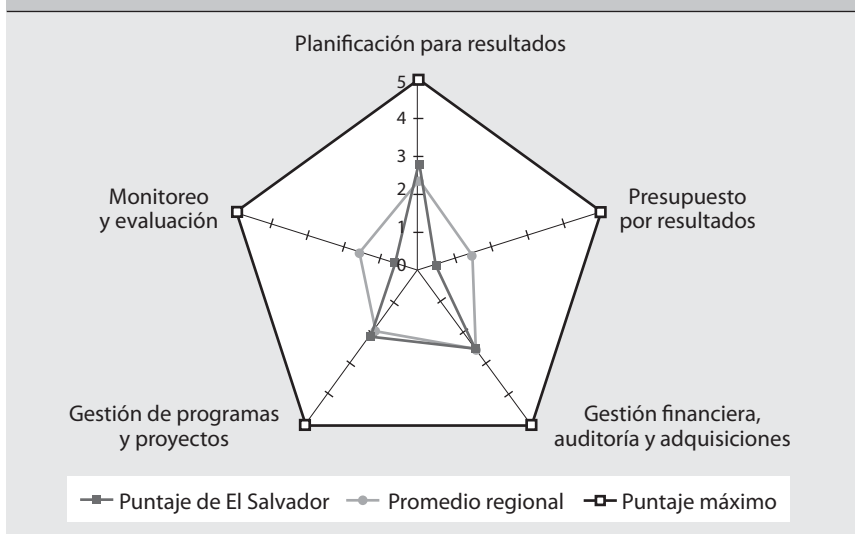 Planificación para resultados
5
4
3
2
1
0
Monitoreo
y evaluación
Presupuesto
por resultados
Gestión de programas
y proyectos
Gestión financiera,
auditoría y adquisiciones
Puntaje de El Salvador
Promedio regional
Puntaje máximo